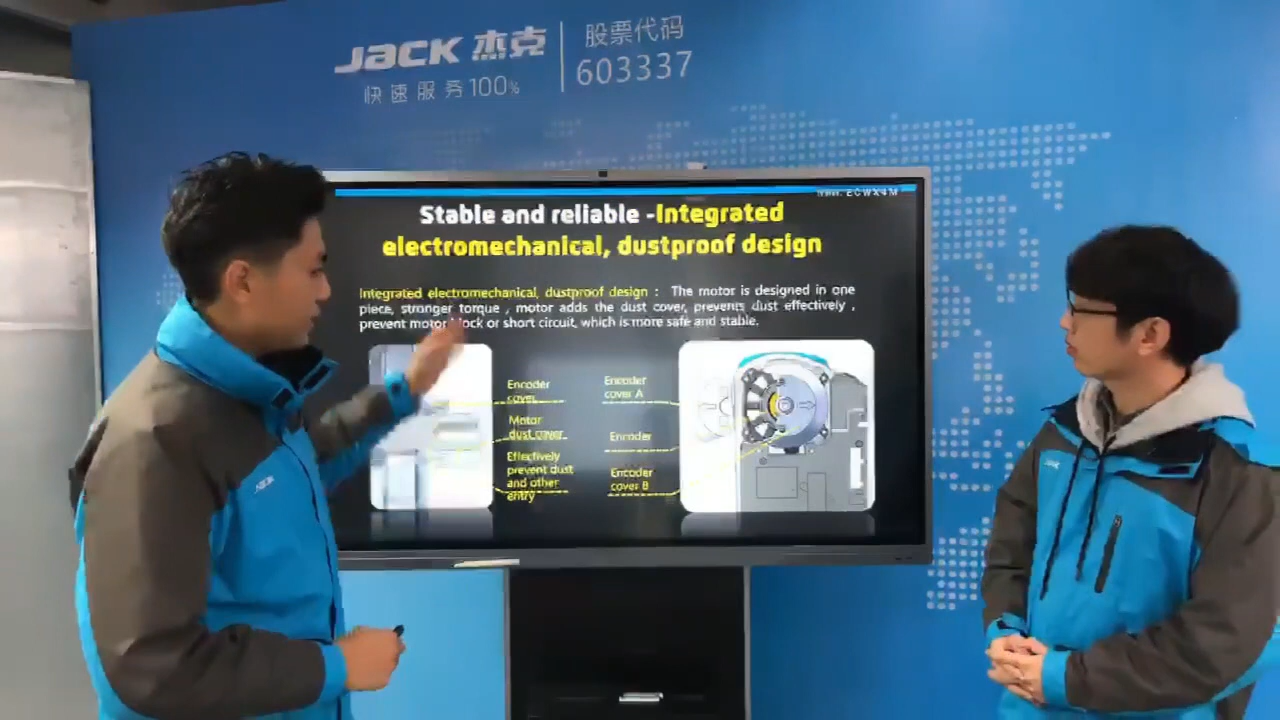 JACK 杰克
快速服务100%
股票代码
603337
Stable and reliable -Integrated
electromechanical, dustproof design
Integrated electromechanical, dustproof design : The motor is designed in one
piece, stronger torque , motor adds the dust cover, prevents dust effectively ,
prevent motor block or short circuit, which is more safe and stable.
Encoder
cover
Motor
dust cover
Effectively
prevent dust
and other
entry
Encoder
cover A
Encoder
Encoder
cover B
JACK
JACK